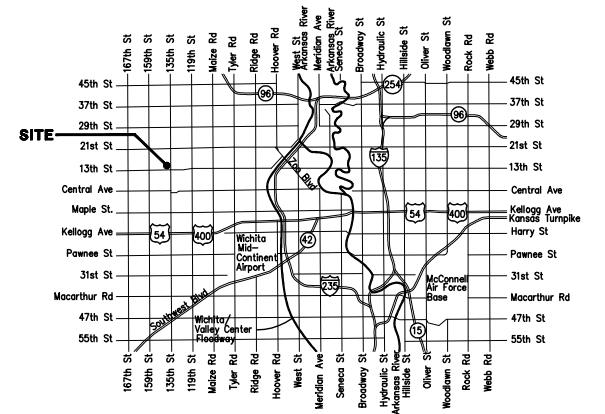 167th St
159th St
135th St
119th St
Maize Rd
Tyler Rd
Ridge Rd
Hoover Rd
West St
Arkansas River
Meridian Ave
Arkansas River
Seneca St
Broadway St
Hydraulic St
Hillside St
Oliver St
Woodlawn St
Rock Rd
Webb Rd
45th St
254
45th St
96
37th St
37th St
96
29th St
29th St
SITE
21st St
21st St
135
Zoo Blvd
13th St
13th St
Central Ave
Central Ave
Maple St.
54
400
Kellogg Ave
Kansas Turnpike
Kellogg Ave
54
400
42
Harry St
Wichita
Mid-
Continent
Airport
Pawnee St
Pawnee St
31st St
31st St
235
McConnell
Air Force
Base
Macarthur Rd
Macarthur Rd
Southwest Blvd
47th St
Wichita/
Valley Center
Floodway
47th St
15
55th St
55th St
167th St
159th St
135th St
119th St
Maize Rd
Tyler Rd
Ridge Rd
Hoover Rd
West St
Meridian Ave
Seneca St
Broadway St
Hydraulic St
Arkansas River
Hillside St
Oliver St
Woodlawn St
Rock Rd
Webb Rd